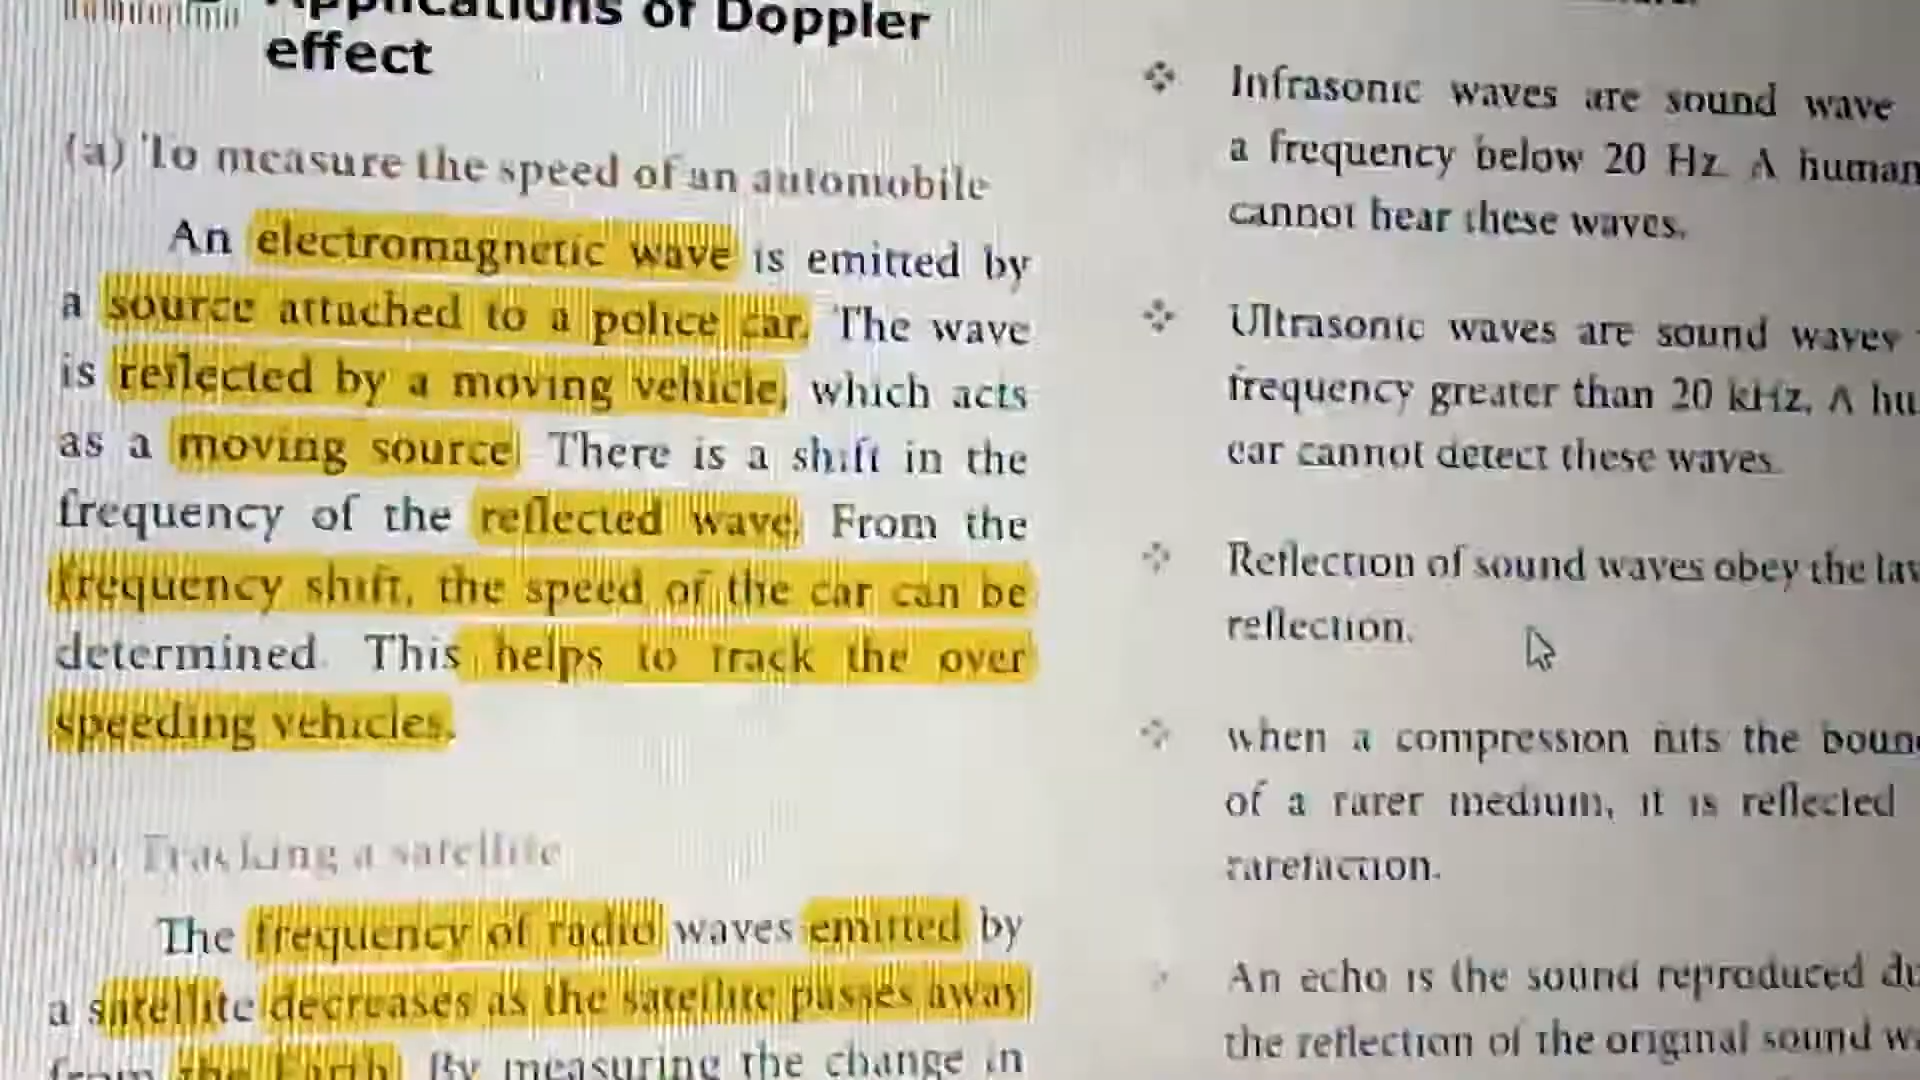 Applications of Doppler
effect
(a) To measure the speed of an automobile
An electromagnetic wave is emitted by
a source attached to a police car. The wave
is reflected by a moving vehicle, which acts
as a moving source. There is a shift in the
frequency of the reflected wave. From the
frequency shift, the speed of the car can be
determined. This helps to track the over
speeding vehicles.
(b) Tracking a satellite
The frequency of radio waves emitted by
a satellite decreases as the satellite passes away
from the Earth. By measuring the change in
Infrasonic waves are sound wave
a frequency below 20 Hz. A human
cannot hear these waves.
Ultrasonic waves are sound waves
frequency greater than 20 kHz, A hu
ear cannot detect these waves.
Reflection of sound waves obey the law
reflection.
when a compression hits the boun
of a rarer medium, it is reflected
rarefaction.
An echo is the sound reproduced du
the reflection of the original sound wa